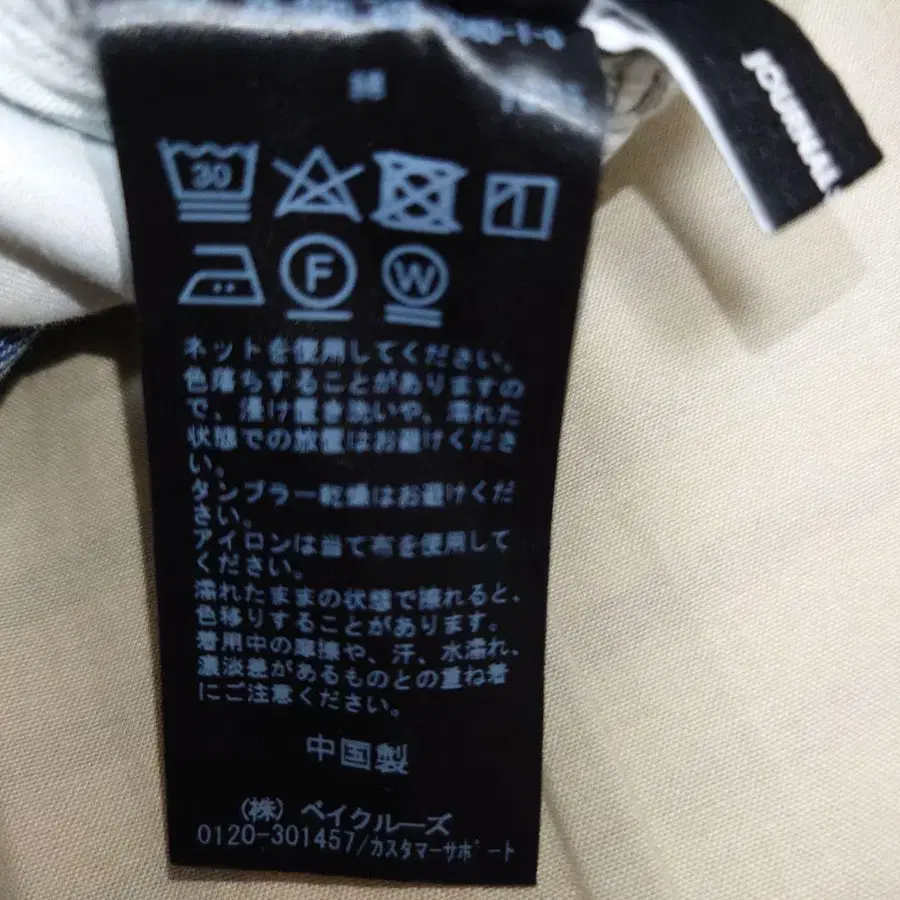 M
JOURNAL
30
F
W
ネットを使用してください。
色落ちすることがありますの
で、浸け置き洗いや、濡れた
状態での放置はお避けくださ
い。
タンブラー乾燥はお避けくだ
さい。
アイロンは当て布を使用して
ください。
濡れたままの状態で擦れると、
色移りすることがあります。
着用中の摩擦や、汗、水濡れ、
濃淡差があるものとの重ね着
にご注意ください。
中国製
(株) ベイクルーズ
0120-301457/カスタマーサポート